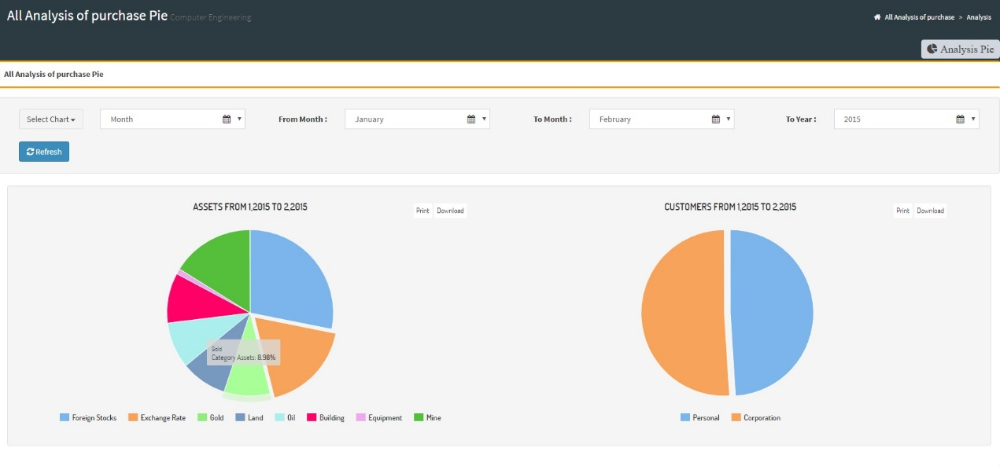 All Analysis of purchase Pie Computer Engineering
All Analysis of purchase > Analysis
Analysis Pie
All Analysis of purchase Pie
Select Chart Month From Month : January To Month : February To Year : 2015
Refresh
ASSETS FROM 1,2015 TO 2,2015
Print Download
Gold
Category Assets: 8.98%
Foreign Stocks Exchange Rate Gold Land Oil Building Equipment Mine
CUSTOMERS FROM 1,2015 TO 2,2015
Print Download
Personal Corporation